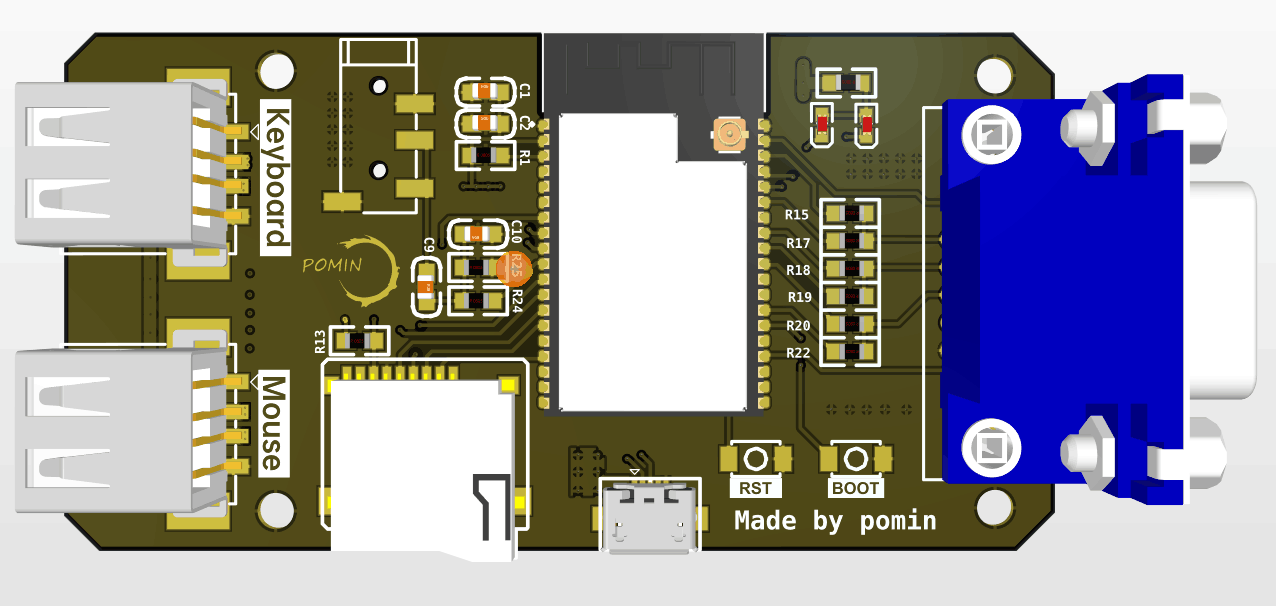 Keyboard
Mouse
POMIN
C1
C2
R1
C10
C9
R25
R24
R13
R15
R17
R18
R19
R20
R22
RST
BOOT
Made by pomin